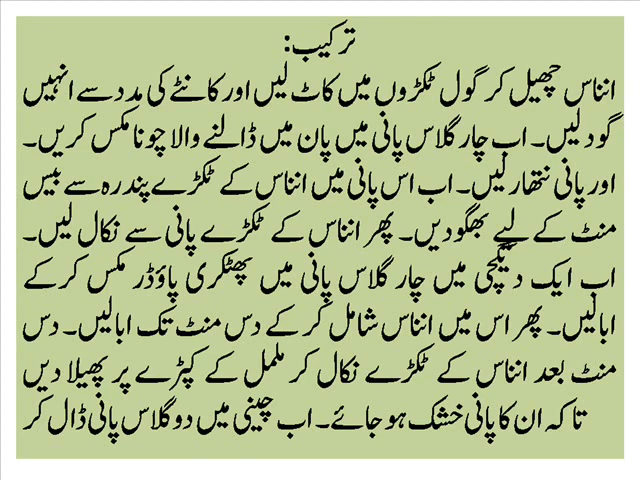 ترکیب:
انناس چھیل کر گول ٹکڑوں میں کاٹ لیں اور کانٹے کی مدد سے انہیں
گود لیں۔ اب چار گلاس پانی میں پان میں ڈالنے والا چونا مکس کریں۔
اور پانی نتھار لیں۔ اب اس پانی میں انناس کے ٹکڑے پندرہ سے بیس
منٹ کے لیے بھگو دیں۔ پھر انناس کے ٹکڑے پانی سے نکال لیں۔
اب ایک دیگچی میں چار گلاس پانی میں پھٹکری پاؤڈر مکس کر کے
ابالیں۔ پھر اس میں انناس شامل کر کے دس منٹ تک ابالیں۔ دس
منٹ بعد انناس کے ٹکڑے نکال کر ململ کے کپڑے پر پھیلا دیں
تا کہ ان کا پانی خشک ہو جائے۔ اب چینی میں دو گلاس پانی ڈال کر